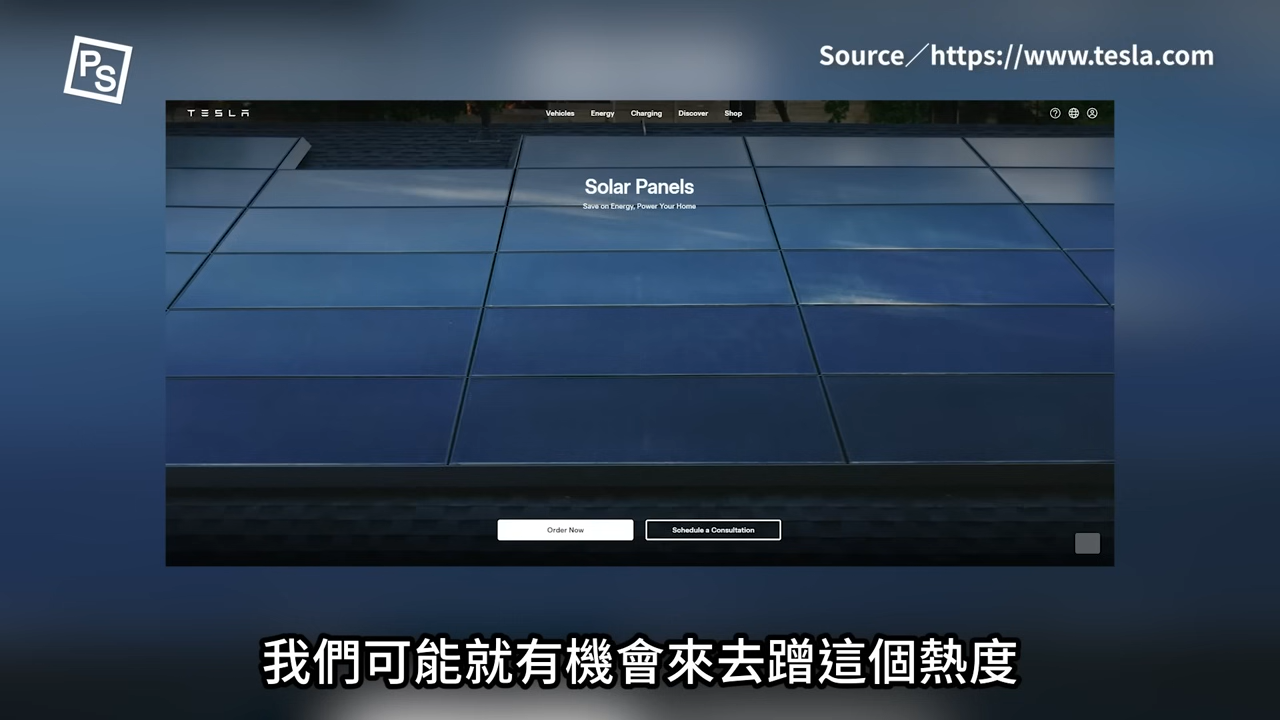 PS
Source／https://www.tesla.com
TESLA
Vehicles Energy Charging Discover Shop
Solar Panels
Save on Energy, Power Your Home
Order Now
Schedule a Consultation
我們可能就有機會來去蹭這個熱度